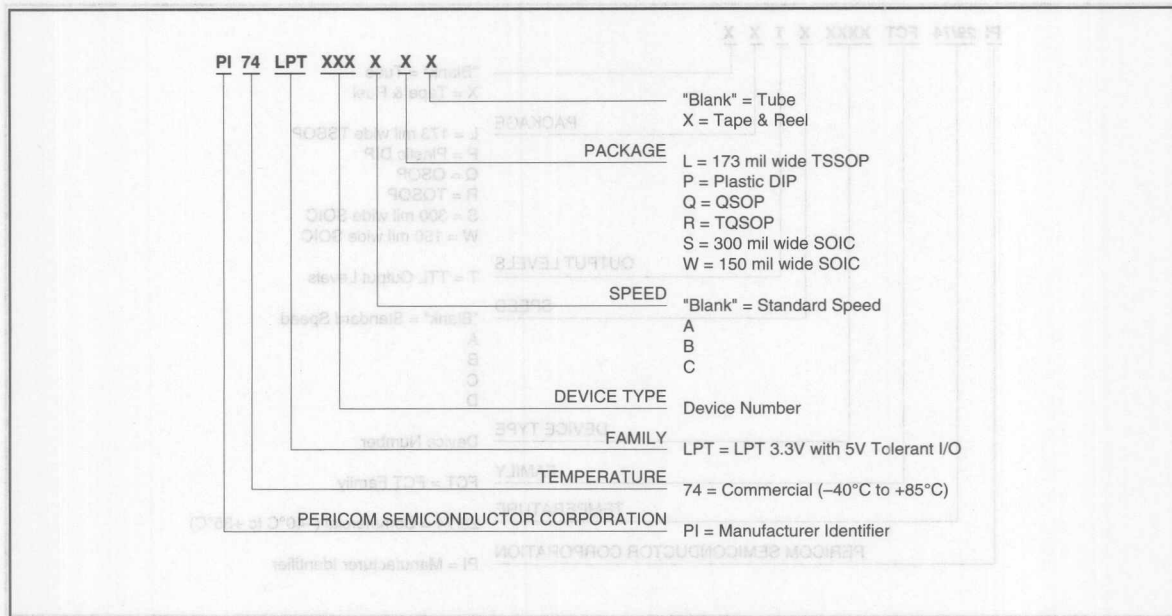 PI 74 LPT XXX X X X
"Blank" = Tube
X = Tape & Reel
PACKAGE
L = 173 mil wide TSSOP
P = Plastic DIP
Q = QSOP
R = TQSOP
S = 300 mil wide SOIC
W = 150 mil wide SOIC
SPEED
"Blank" = Standard Speed
A
B
C
DEVICE TYPE
Device Number
FAMILY
LPT = LPT 3.3V with 5V Tolerant I/O
TEMPERATURE
74 = Commercial (–40°C to +85°C)
PERICOM SEMICONDUCTOR CORPORATION
PI = Manufacturer Identifier